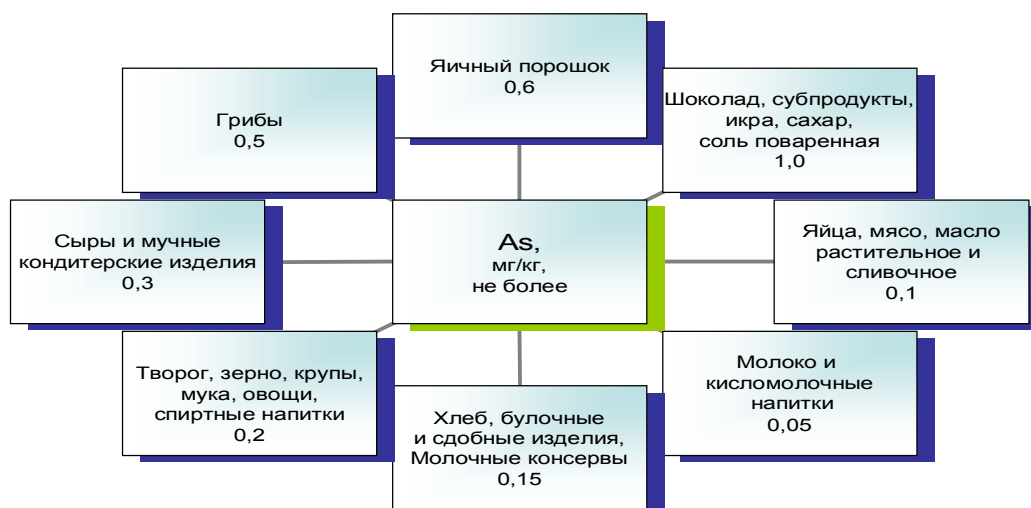 Яичный порошок
0,6
Шоколад, субпродукты,
икра, сахар,
соль поваренная
1,0
Грибы
0,5
Сыры и мучные
кондитерские изделия
0,3
As,
мг/кг,
не более
Яйца, мясо, масло
растительное и
сливочное
0,1
Творог, зерно, крупы,
мука, овощи,
спиртные напитки
0,2
Хлеб, булочные
и сдобные изделия,
Молочные консервы
0,15
Молоко и
кисломолочные
напитки
0,05